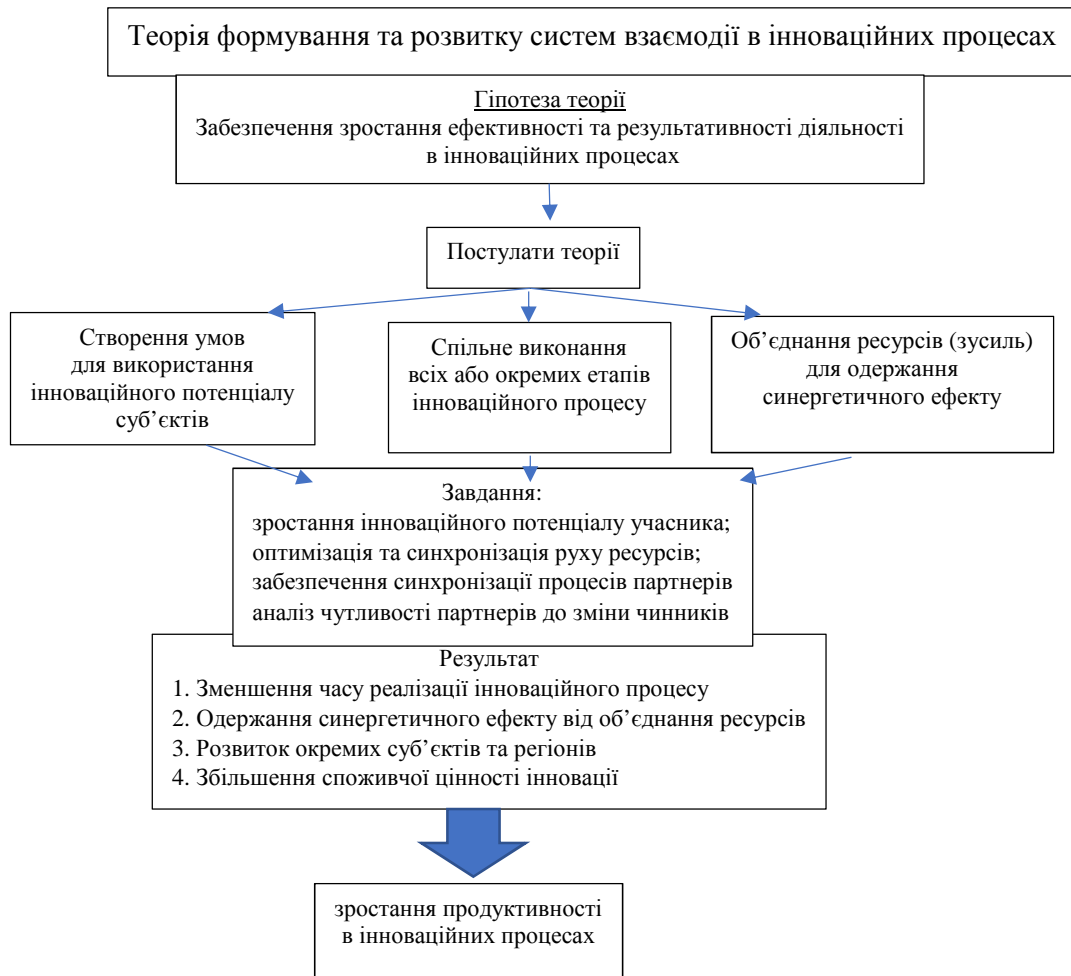 Теорія формування та розвитку систем взаємодії в інноваційних процесах
Гіпотеза теорії
Забезпечення зростання ефективності та результативності діяльності
в інноваційних процесах
Постулати теорії
Створення умов
для використання
інноваційного потенціалу
суб’єктів
Спільне виконання
всіх або окремих етапів
інноваційного процесу
Об’єднання ресурсів (зусиль)
для одержання
синергетичного ефекту
Завдання:
зростання інноваційного потенціалу учасника;
оптимізація та синхронізація руху ресурсів;
забезпечення синхронізації процесів партнерів
аналіз чутливості партнерів до зміни чинників
Результат
1. Зменшення часу реалізації інноваційного процесу
2. Одержання синергетичного ефекту від об’єднання ресурсів
3. Розвиток окремих суб’єктів та регіонів
4. Збільшення споживчої цінності інновації
зростання продуктивності
в інноваційних процесах